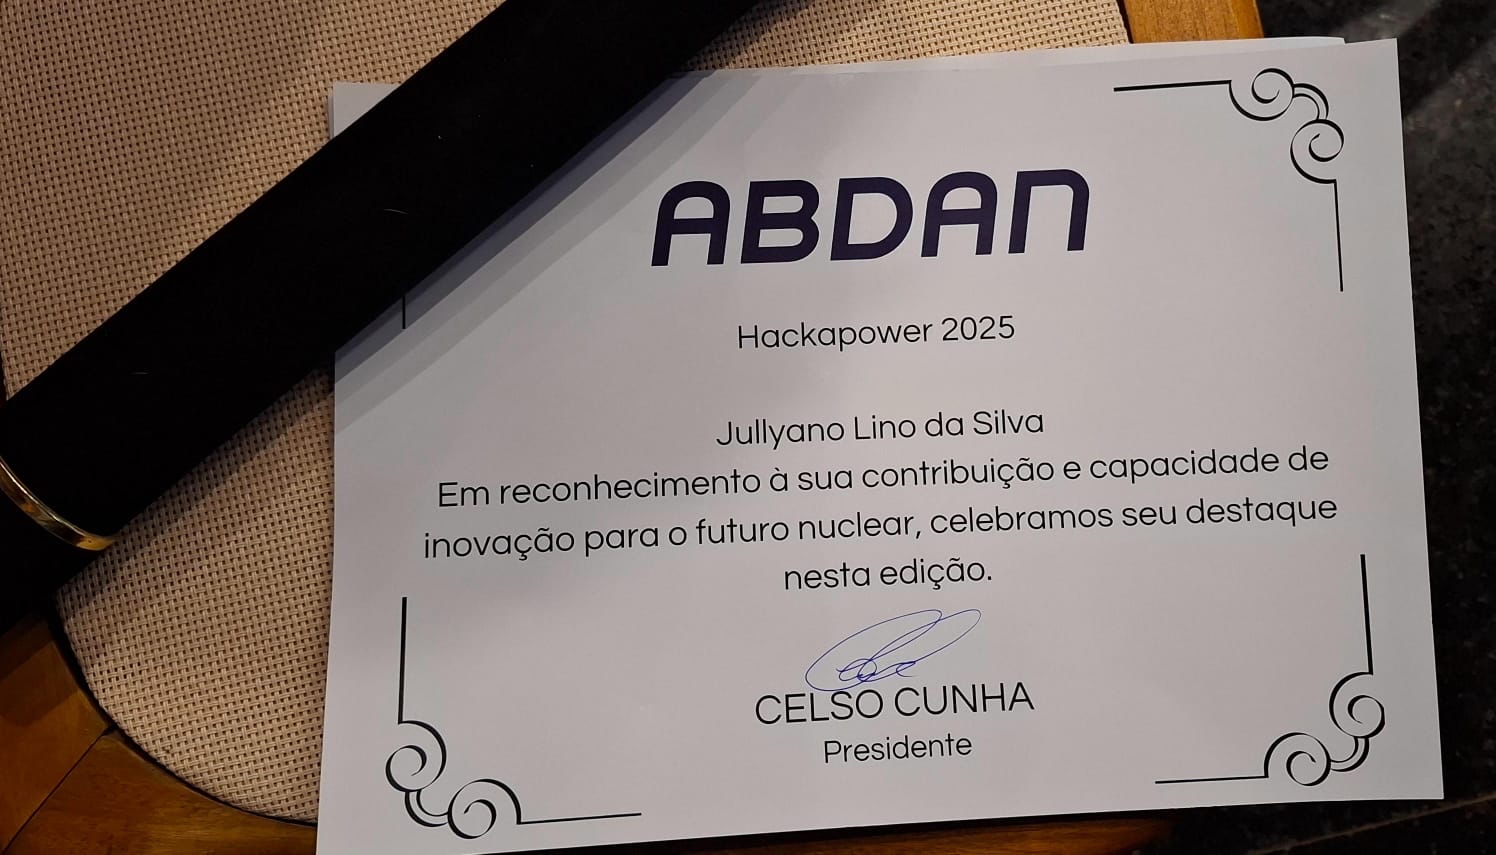 ABDAN
Hackapower 2025
Jullyano Lino da Silva
Em reconhecimento à sua contribuição e capacidade de
inovação para o futuro nuclear, celebramos seu destaque
nesta edição.
CELSO CUNHA
Presidente